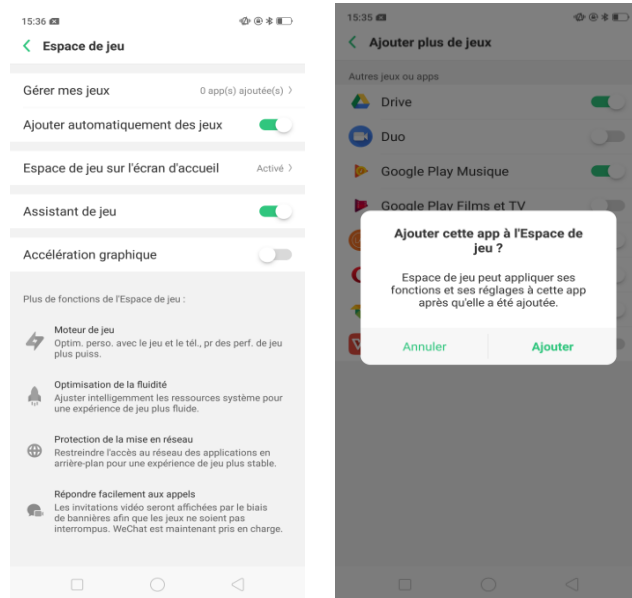 15:36
Espace de jeu
Gérer mes jeux 0 app(s) ajoutée(s)
Ajouter automatiquement des jeux
Espace de jeu sur l'écran d'accueil Activé
Assistant de jeu
Accélération graphique
Plus de fonctions de l'Espace de jeu :
Moteur de jeu
Optim. perso. avec le jeu et le tél., pr des perf. de jeu
plus puiss.
Optimisation de la fluidité
Ajuster intelligemment les ressources système pour
une expérience de jeu plus fluide.
Protection de la mise en réseau
Restreindre l'accès au réseau des applications en
arrière-plan pour une expérience de jeu plus stable.
Répondre facilement aux appels
Les invitations vidéo seront affichées par le biais
de bannières afin que les jeux ne soient pas
interrompus. WeChat est maintenant pris en charge.
15:35
Ajouter plus de jeux
Autres jeux ou apps
Drive
Duo
Google Play Musique
Google Play Films et TV
Ajouter cette app à l'Espace de
jeu ?
Espace de jeu peut appliquer ses
fonctions et ses réglages à cette app
après qu'elle a été ajoutée.
Annuler Ajouter